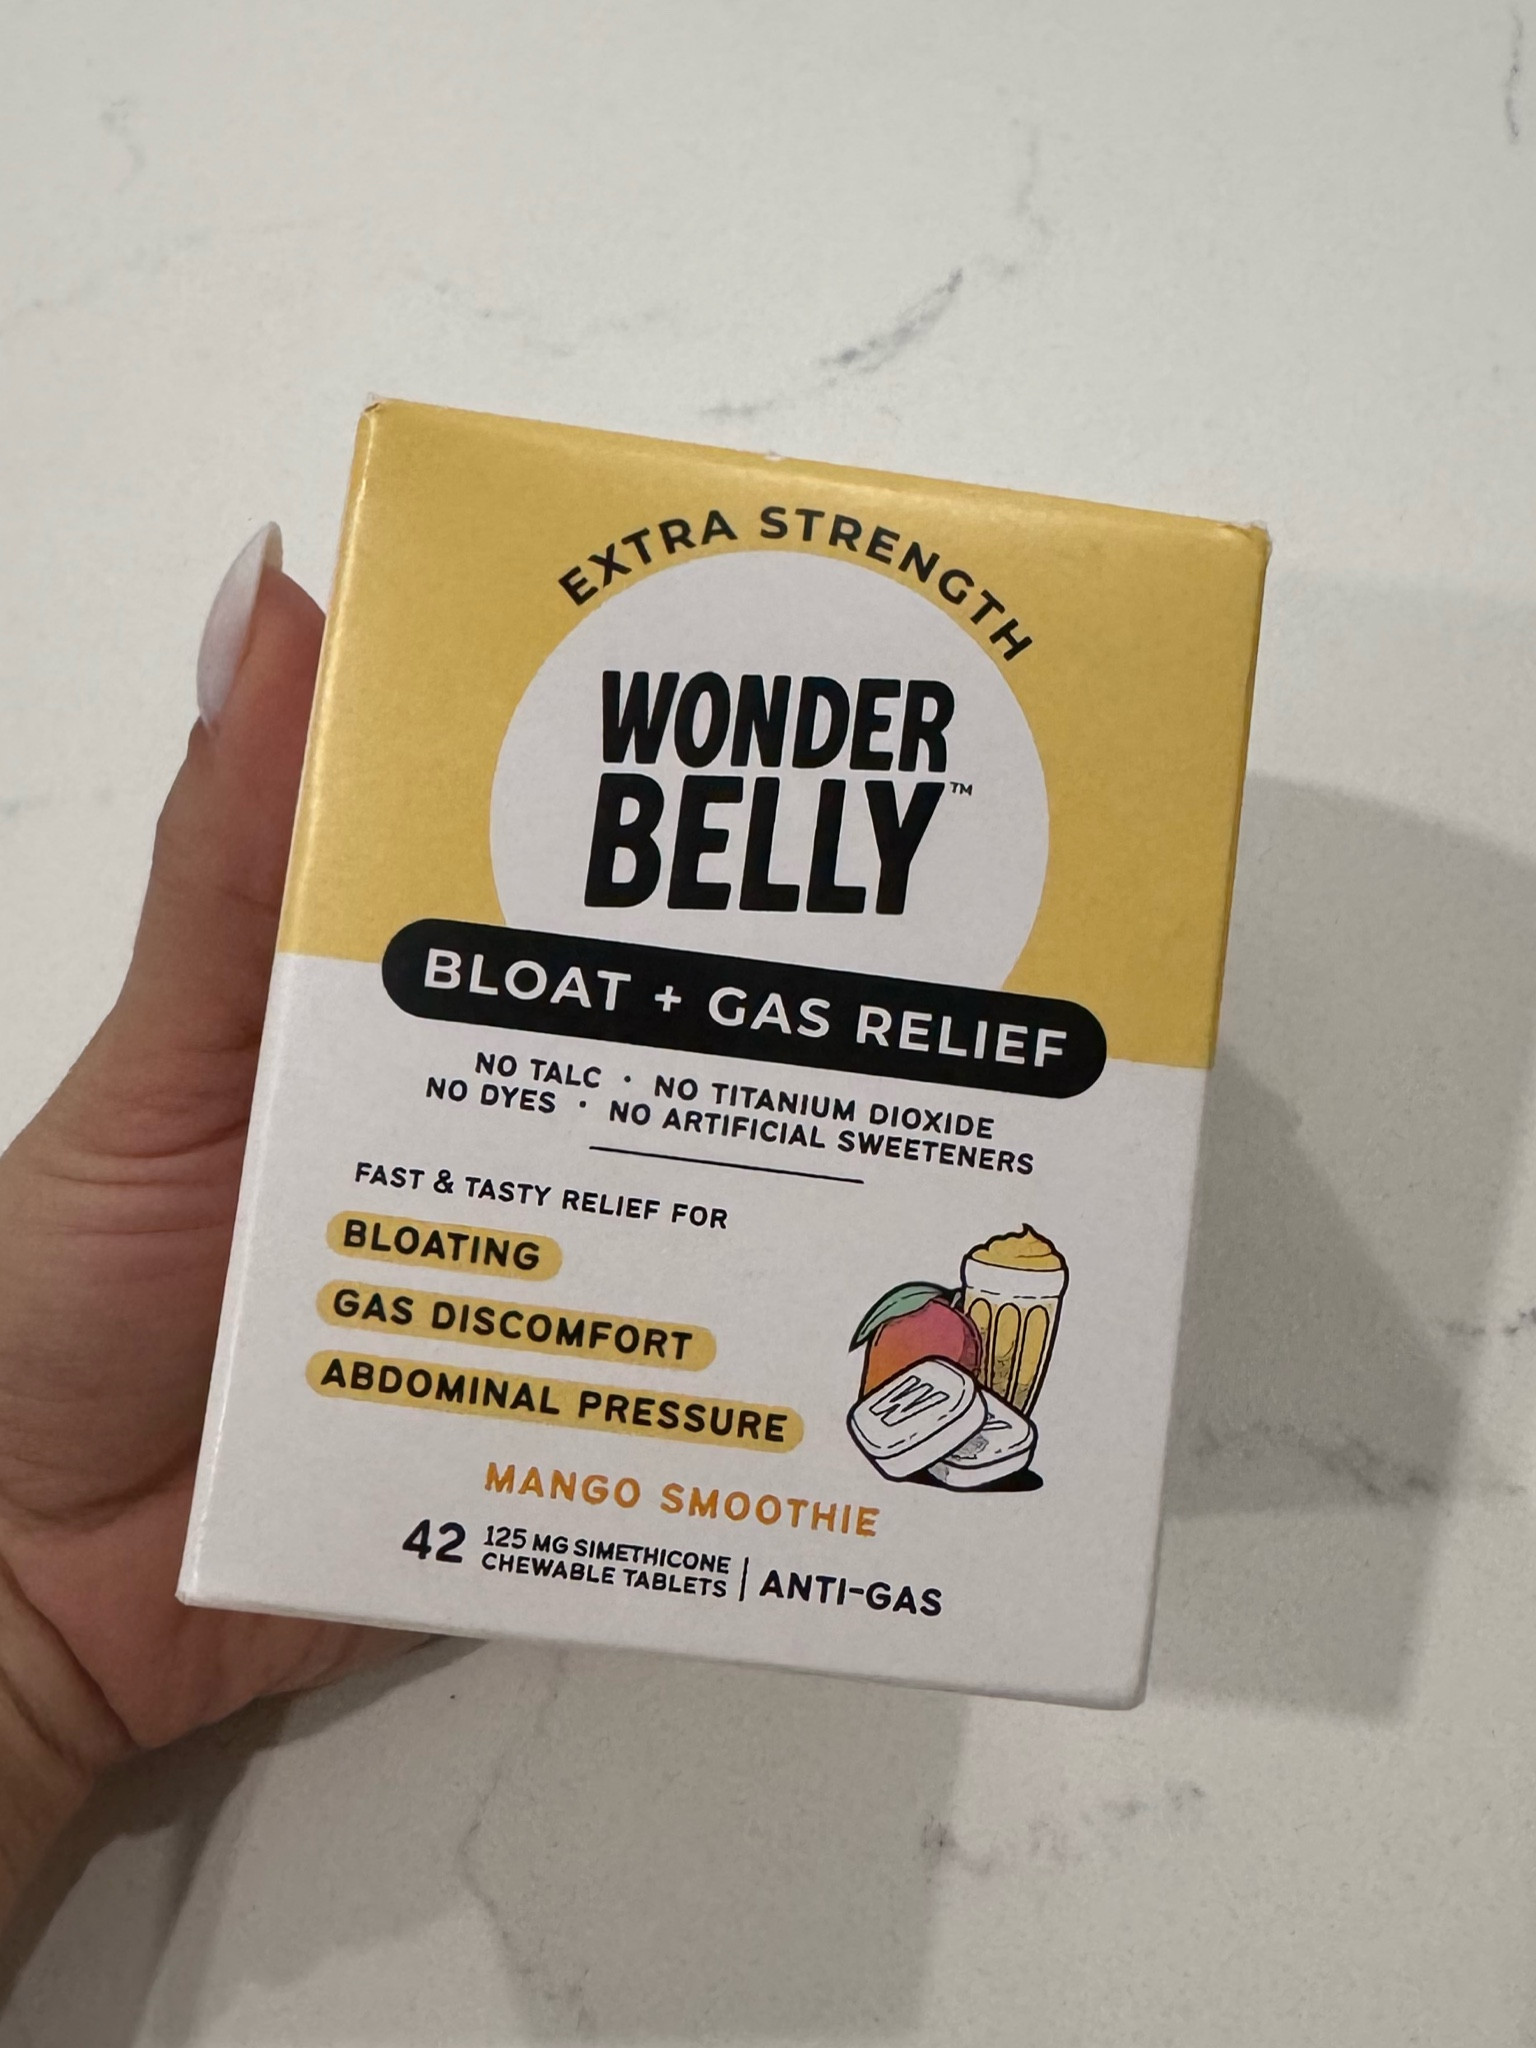 EXTRA STRENGTH
WONDER
BELLY™
BLOAT + GAS RELIEF
NO TALC · NO TITANIUM DIOXIDE
NO DYES · NO ARTIFICIAL SWEETENERS
FAST & TASTY RELIEF FOR
BLOATING
GAS DISCOMFORT
ABDOMINAL PRESSURE
W
MANGO SMOOTHIE
42 125 MG SIMETHICONE
CHEWABLE TABLETS | ANTI-GAS